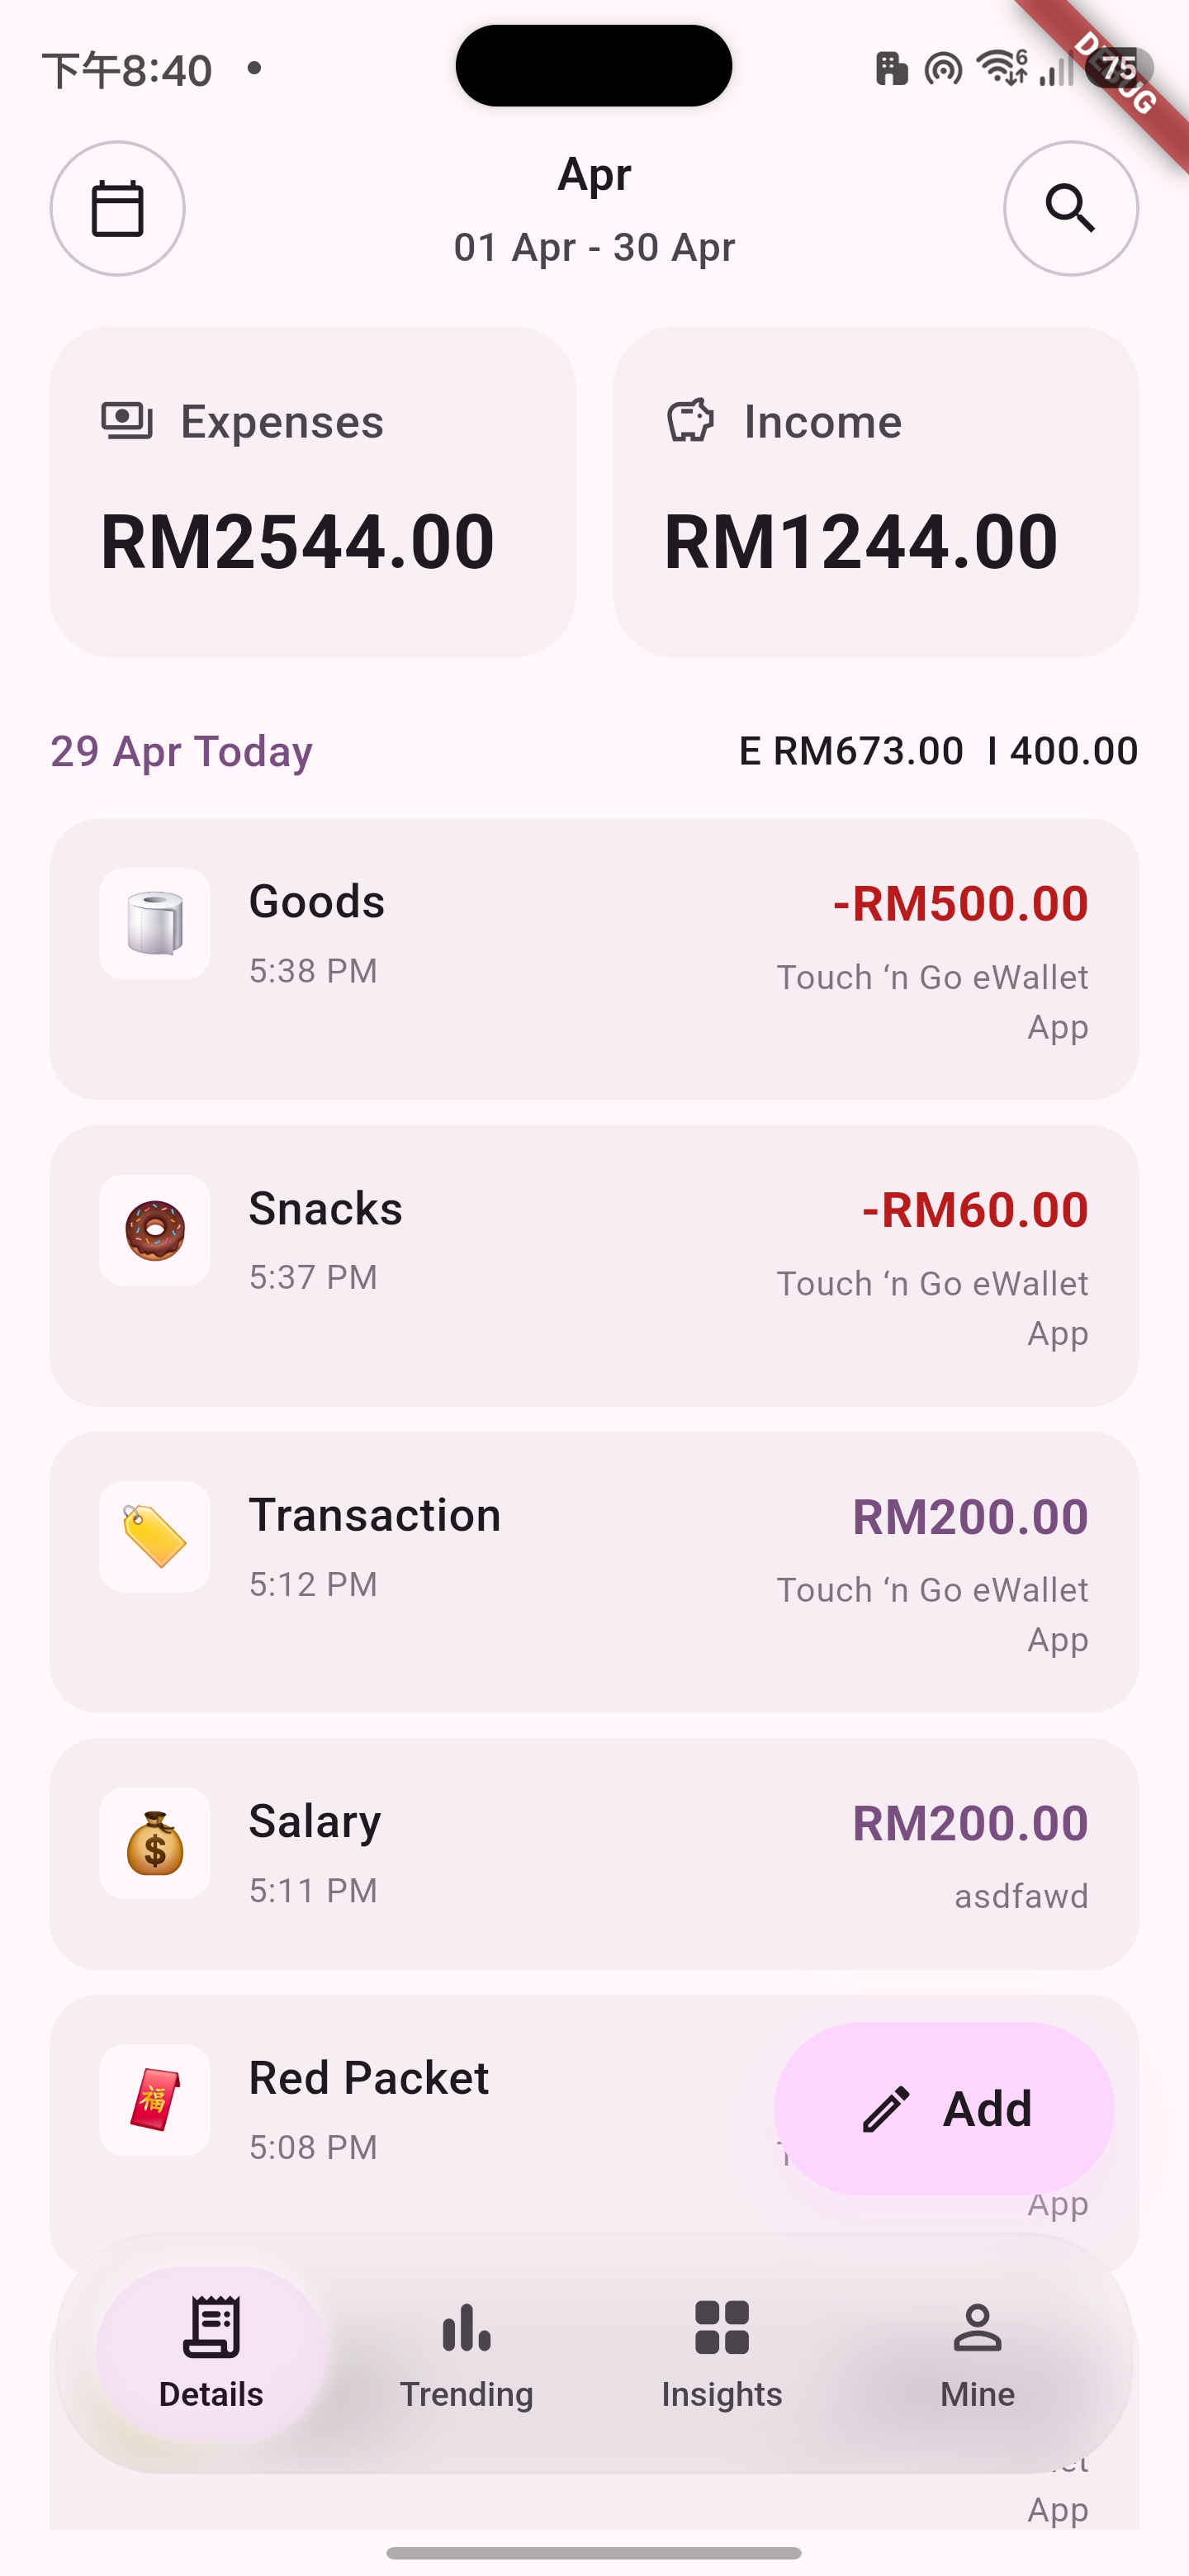 下午8:40
6
75
DEBUG
Apr
01 Apr - 30 Apr
Expenses
Income
RM2544.00
RM1244.00
29 Apr Today
E RM673.00 I 400.00
Goods
-RM500.00
5:38 PM
Touch ‘n Go eWallet
App
Snacks
-RM60.00
5:37 PM
Touch ‘n Go eWallet
App
Transaction
RM200.00
5:12 PM
Touch ‘n Go eWallet
App
$
Salary
RM200.00
5:11 PM
asdfawd
福
Red Packet
Add
5:08 PM
App
Details
Trending
Insights
Mine
App